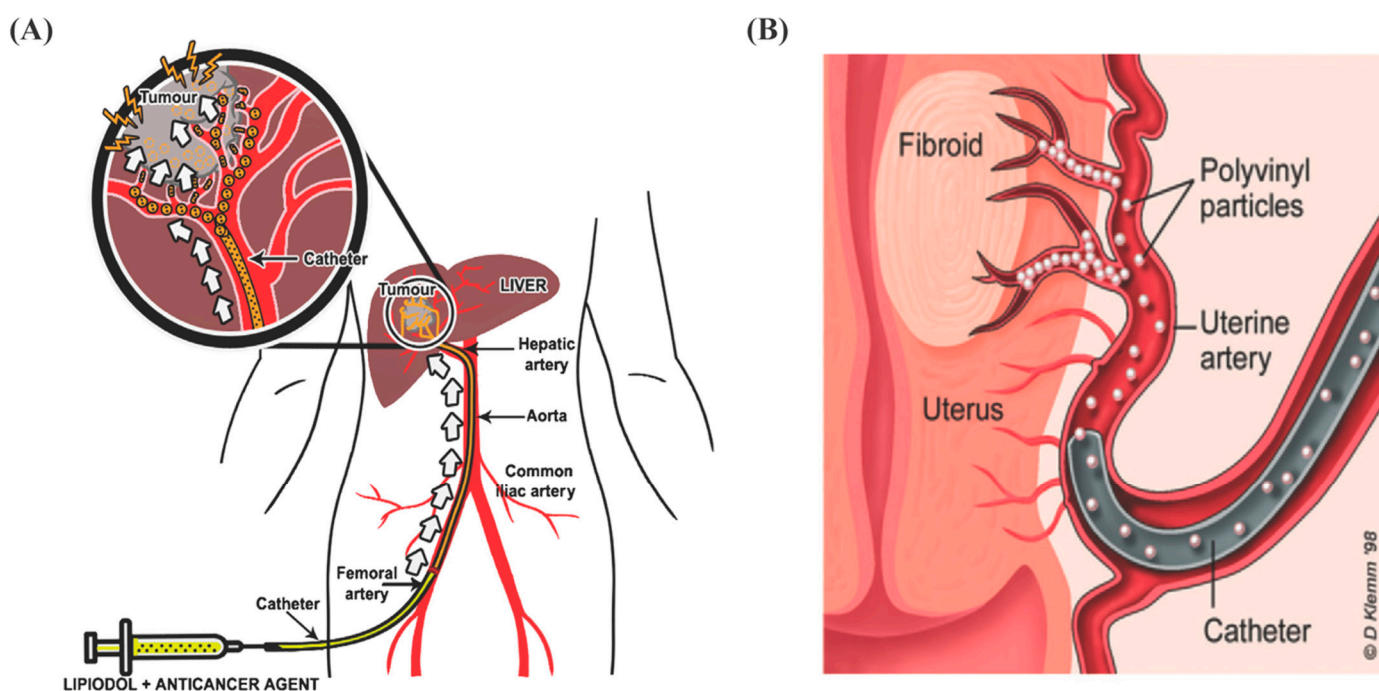 (A)
Tumour
Catheter
Tumour
LIVER
Hepatic
artery
Aorta
Common
iliac artery
Femoral
artery
Catheter
LIPIODOL + ANTICANCER AGENT
(B)
Fibroid
Polyvinyl
particles
Uterine
artery
Uterus
Catheter
© D Klemm '98